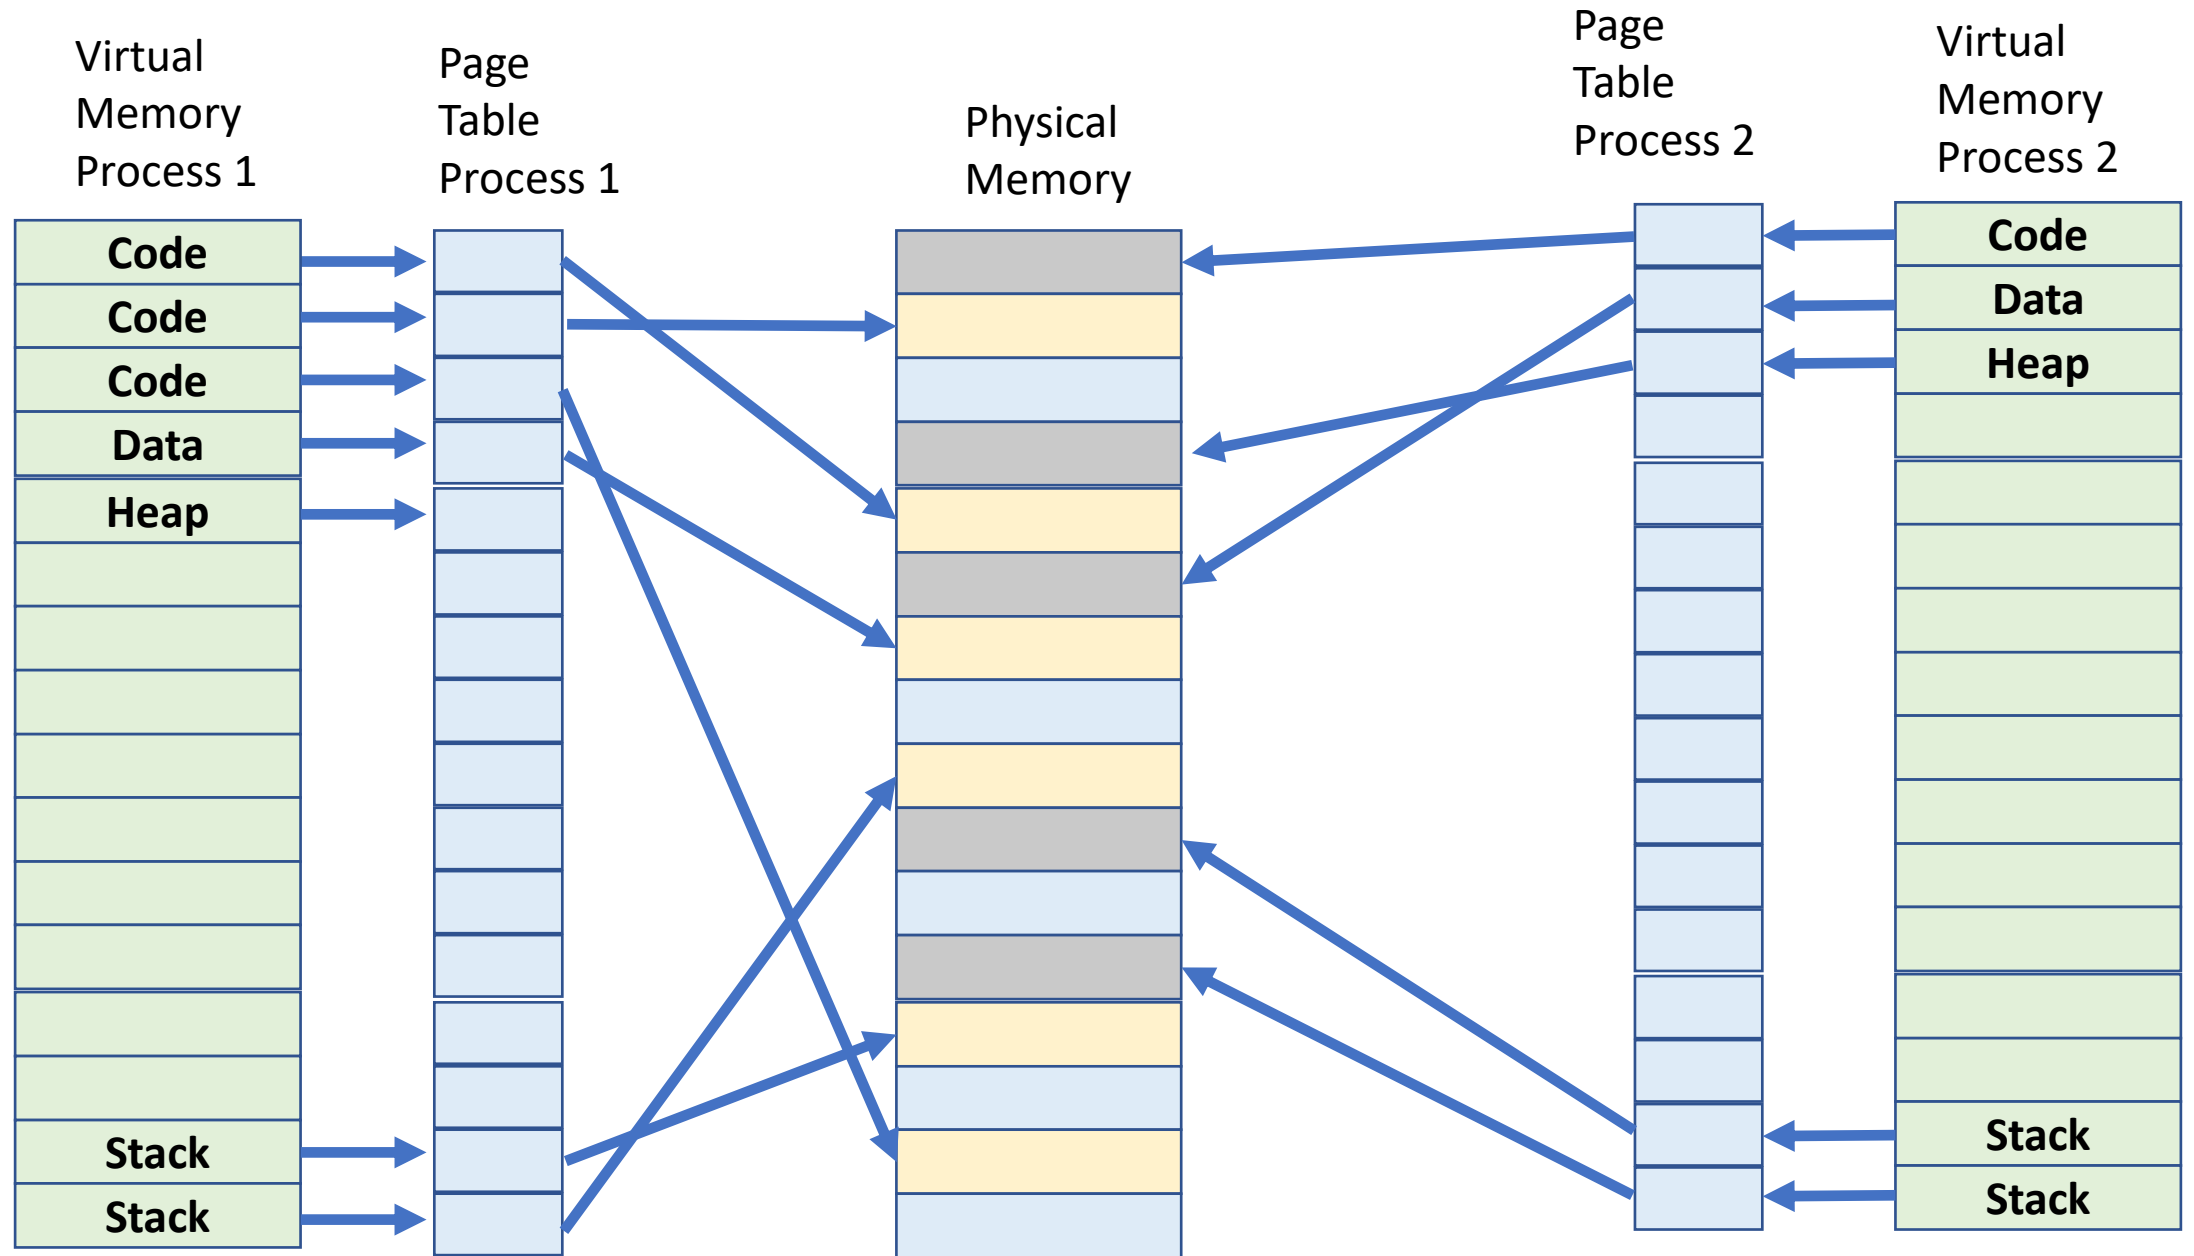 Virtual
Memory
Process 1
Page
Table
Process 1
Physical
Memory
Page
Table
Process 2
Virtual
Memory
Process 2
Code
Code
Code
Data
Heap
Stack
Stack
Code
Data
Heap
Stack
Stack